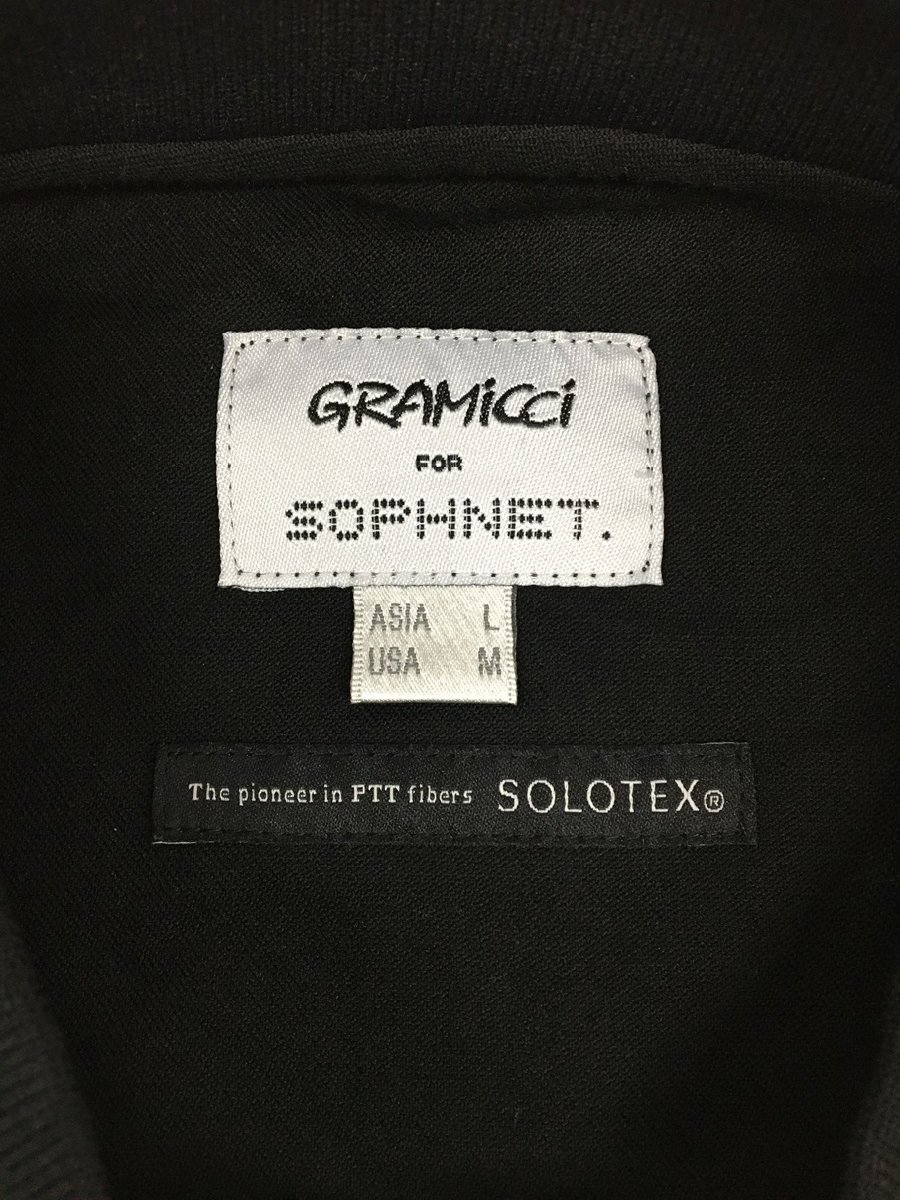 GRAMiCCi
FOR
SOPHNET.
ASIA L
USA M
The pioneer in PTT fibers SOLOTEX®